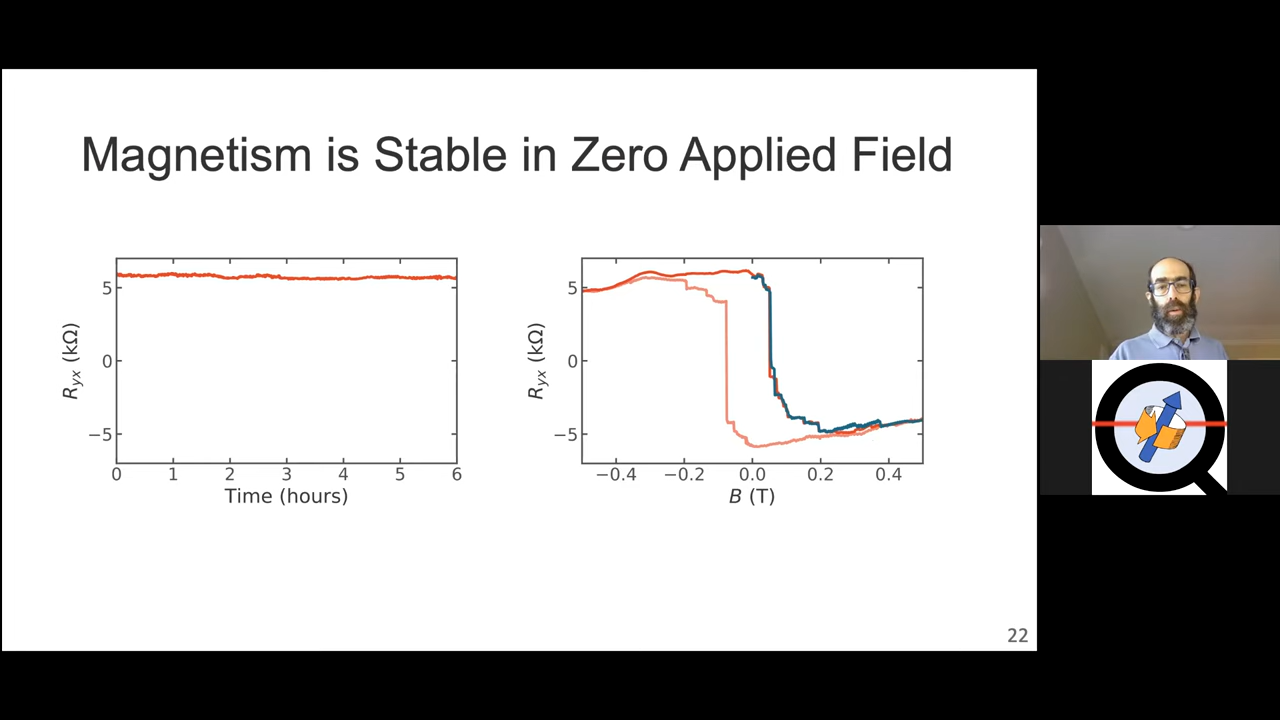 Magnetism is Stable in Zero Applied Field
5
0
−5
R_yx (kΩ)
0 1 2 3 4 5 6
Time (hours)
5
0
−5
R_yx (kΩ)
−0.4 −0.2 0.0 0.2 0.4
B (T)
22